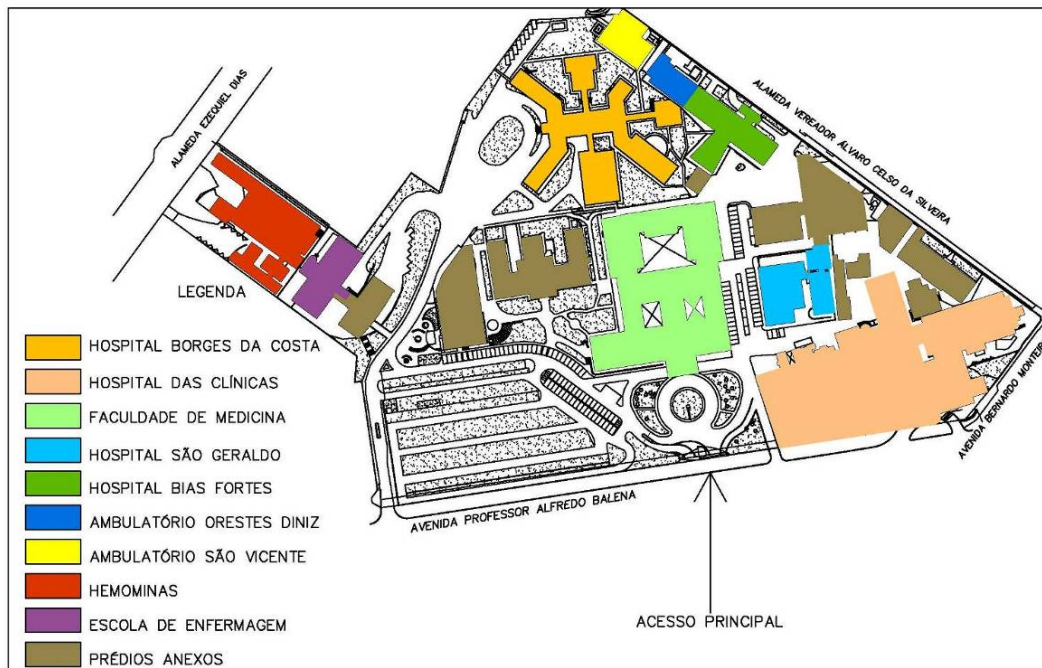 ALAMEDA EZEQUIEL DIAS
ALAMEDA VEREADOR ALVARO CELSO DA SILVEIRA
LEGENDA
HOSPITAL BORGES DA COSTA
HOSPITAL DAS CLÍNICAS
FACULDADE DE MEDICINA
HOSPITAL SÃO GERALDO
HOSPITAL BIAS FORTES
AMBULATÓRIO ORESTES DINIZ
AMBULATÓRIO SÃO VICENTE
HEMOMINAS
ESCOLA DE ENFERMAGEM
PRÉDIOS ANEXOS
AVENIDA BERNARDO MONTEIR
AVENIDA PROFESSOR ALFREDO BALENA
ACESSO PRINCIPAL